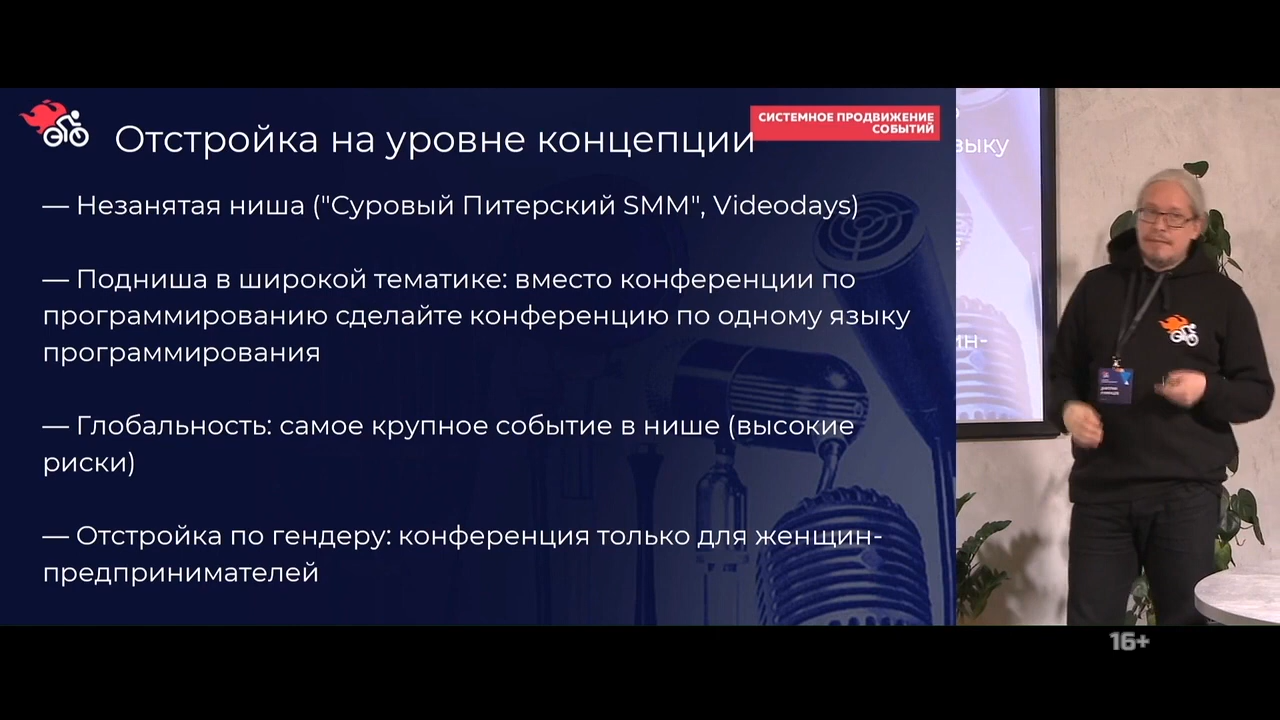 Отстройка на уровне концепции
СИСТЕМНОЕ ПРОДВИЖЕНИЕ
СОБЫТИЙ
— Незанятая ниша ("Суровый Питерский SMM", Videodays)
— Подниша в широкой тематике: вместо конференции по
программированию сделайте конференцию по одному языку
программирования
— Глобальность: самое крупное событие в нише (высокие
риски)
— Отстройка по гендеру: конференция только для женщин-
предпринимателей
16+